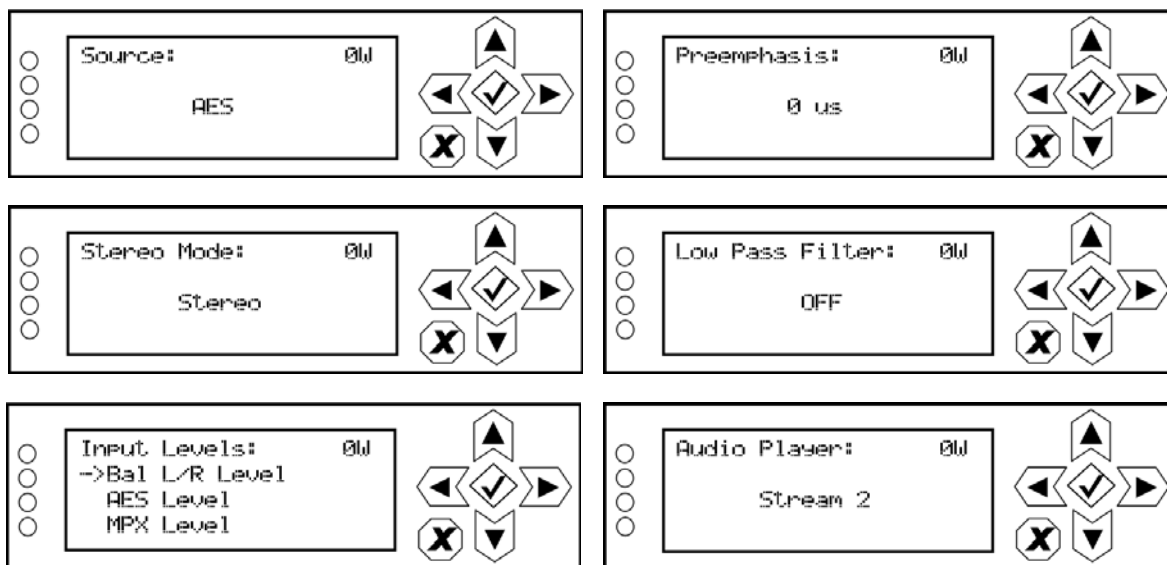 Source: 0W
AES
Preemphasis: 0W
0 us
Stereo Mode: 0W
Stereo
Low Pass Filter: 0W
OFF
Input Levels: 0W
->Bal L/R Level
AES Level
MPX Level
Audio Player: 0W
Stream 2